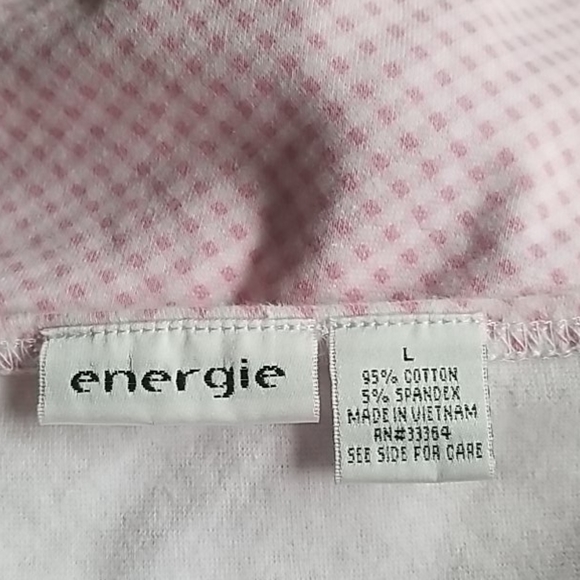 energie
L
95% COTTON
5% SPANDEX
MADE IN VIETNAM
RN#33364
SEE SIDE FOR CARE